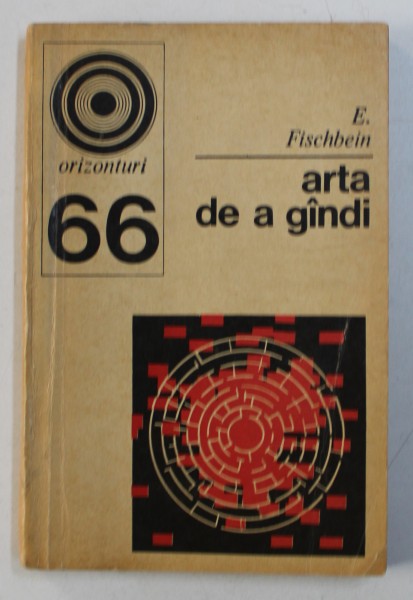 orizonturi
66
E.
Fischbein
arta
de a gîndi